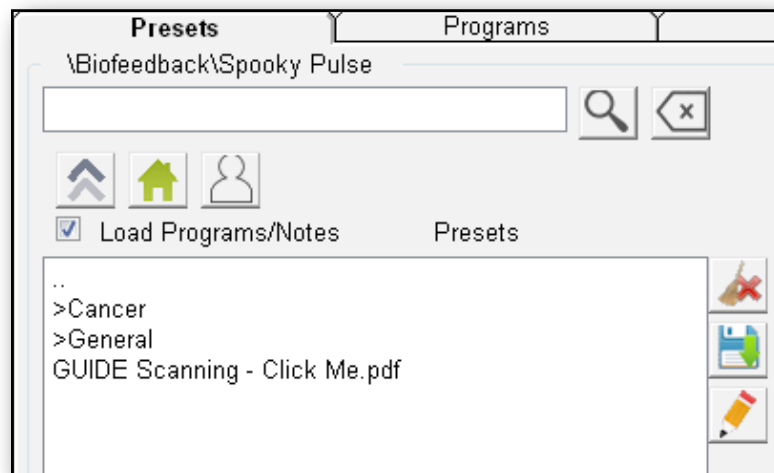 Presets Programs
\Biofeedback\Spooky Pulse
Load Programs/Notes Presets
..
>Cancer
>General
GUIDE Scanning - Click Me.pdf